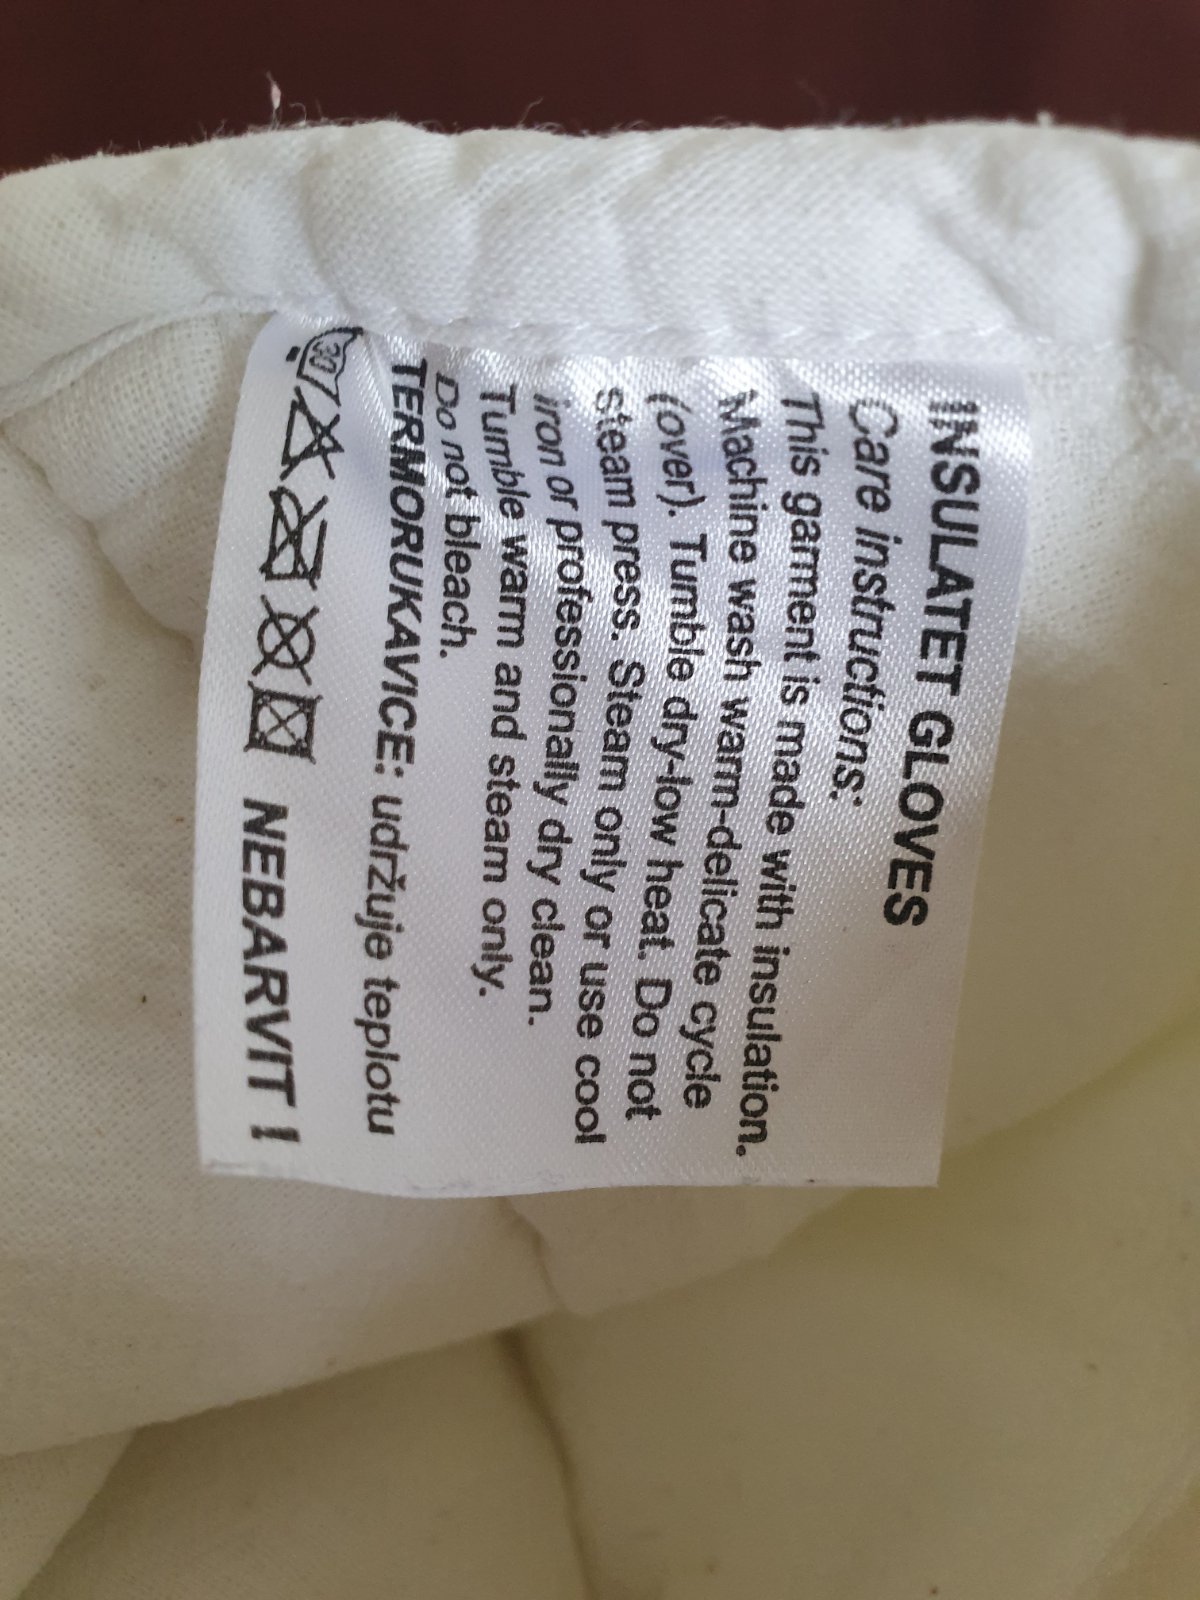 INSULATET GLOVES
Care instructions:
This garment is made with insulation.
Machine wash warm-delicate cycle
(over). Tumble dry-low heat. Do not
steam press. Steam only or use cool
iron or professionally dry clean.
Tumble warm and steam only.
Do not bleach.
TERMORUKAVICE: udržuje teplotu
30 NEBARVIT !